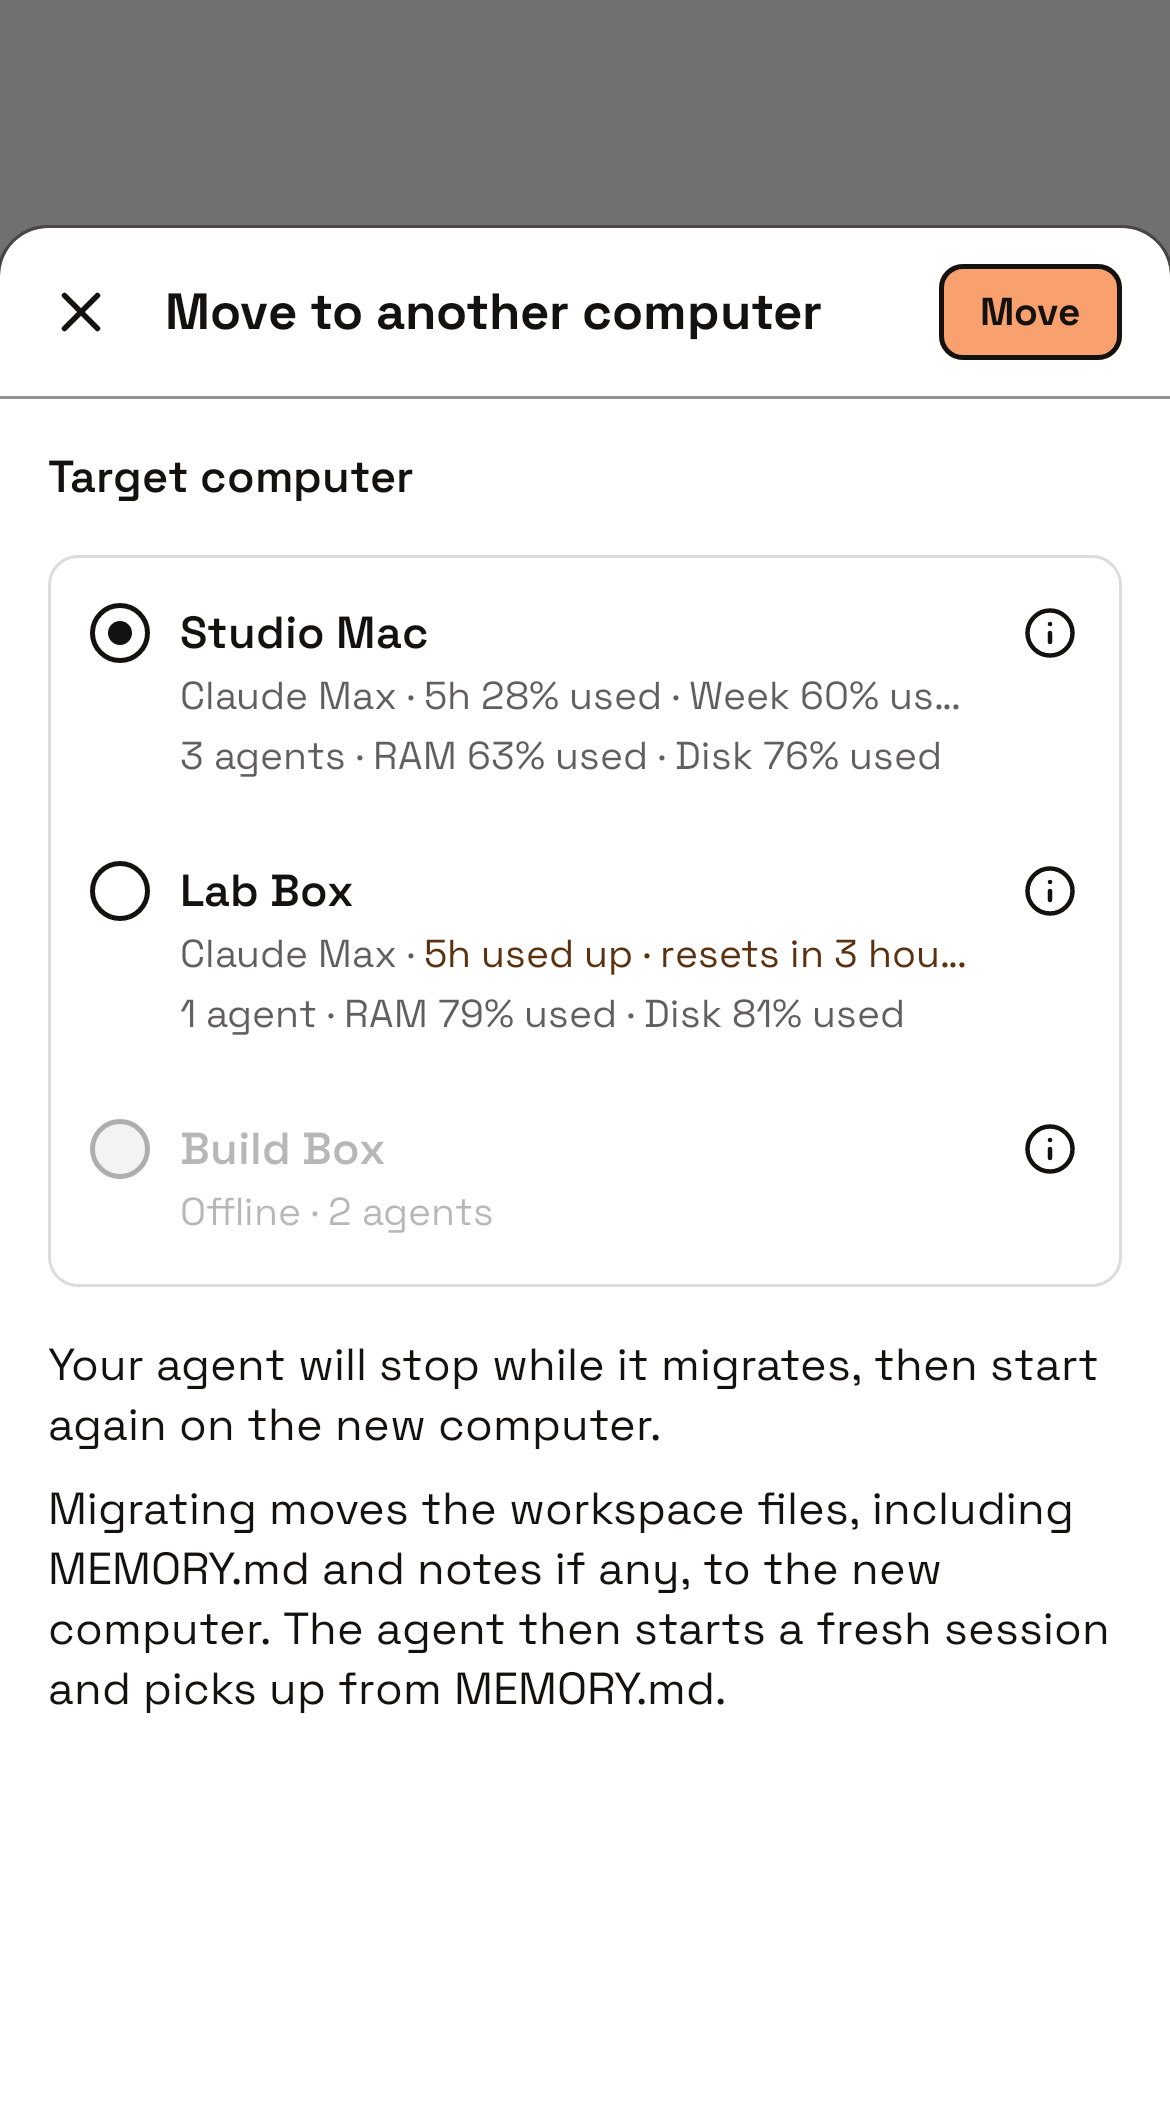 Move to another computer
Move
Target computer
Studio Mac
Claude Max · 5h 28% used · Week 60% us...
3 agents · RAM 63% used · Disk 76% used
Lab Box
Claude Max · 5h used up · resets in 3 hou...
1 agent · RAM 79% used · Disk 81% used
Build Box
Offline · 2 agents
Your agent will stop while it migrates, then start
again on the new computer.
Migrating moves the workspace files, including
MEMORY.md and notes if any, to the new
computer. The agent then starts a fresh session
and picks up from MEMORY.md.